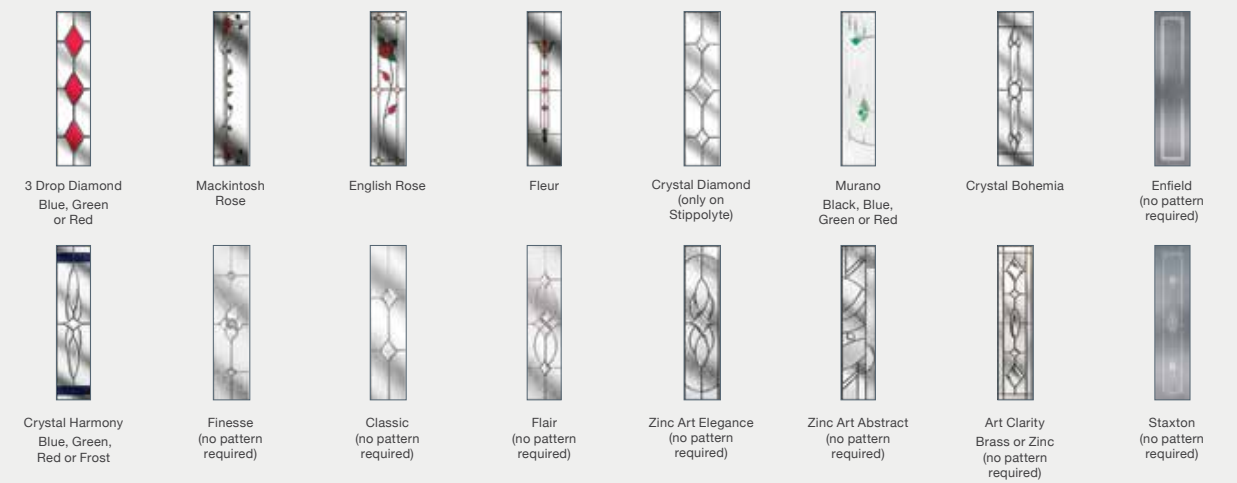 3 Drop Diamond
Blue, Green
or Red
Mackintosh
Rose
English Rose
Fleur
Crystal Diamond
(only on
Stippolyte)
Murano
Black, Blue,
Green or Red
Crystal Bohemia
Enfield
(no pattern
required)
Crystal Harmony
Blue, Green,
Red or Frost
Finesse
(no pattern
required)
Classic
(no pattern
required)
Flair
(no pattern
required)
Zinc Art Elegance
(no pattern
required)
Zinc Art Abstract
(no pattern
required)
Art Clarity
Brass or Zinc
(no pattern
required)
Staxton
(no pattern
required)